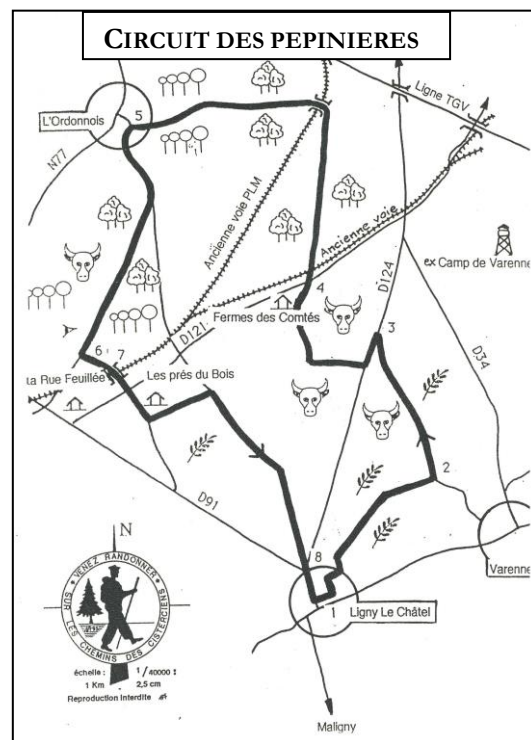 CIRCUIT DES PEPINIERES
L'Ordonnois
5
N77
Ligne TGV
Ancienne voie PLM
Ancienne voie
ex Camp de Varenne
4
D124
Fermes des Comtés
D121
3
D34
6
7
ta Rue Feuillée
Les prés du Bois
2
D91
8
Varenne
1
Ligny Le Châtel
N
VENEZ RANDONNER
SUR LES CHEMINS DES CISTERCIENS
échelle : 1/40000
1 Km 2,5 cm
Reproduction Interdite
Maligny